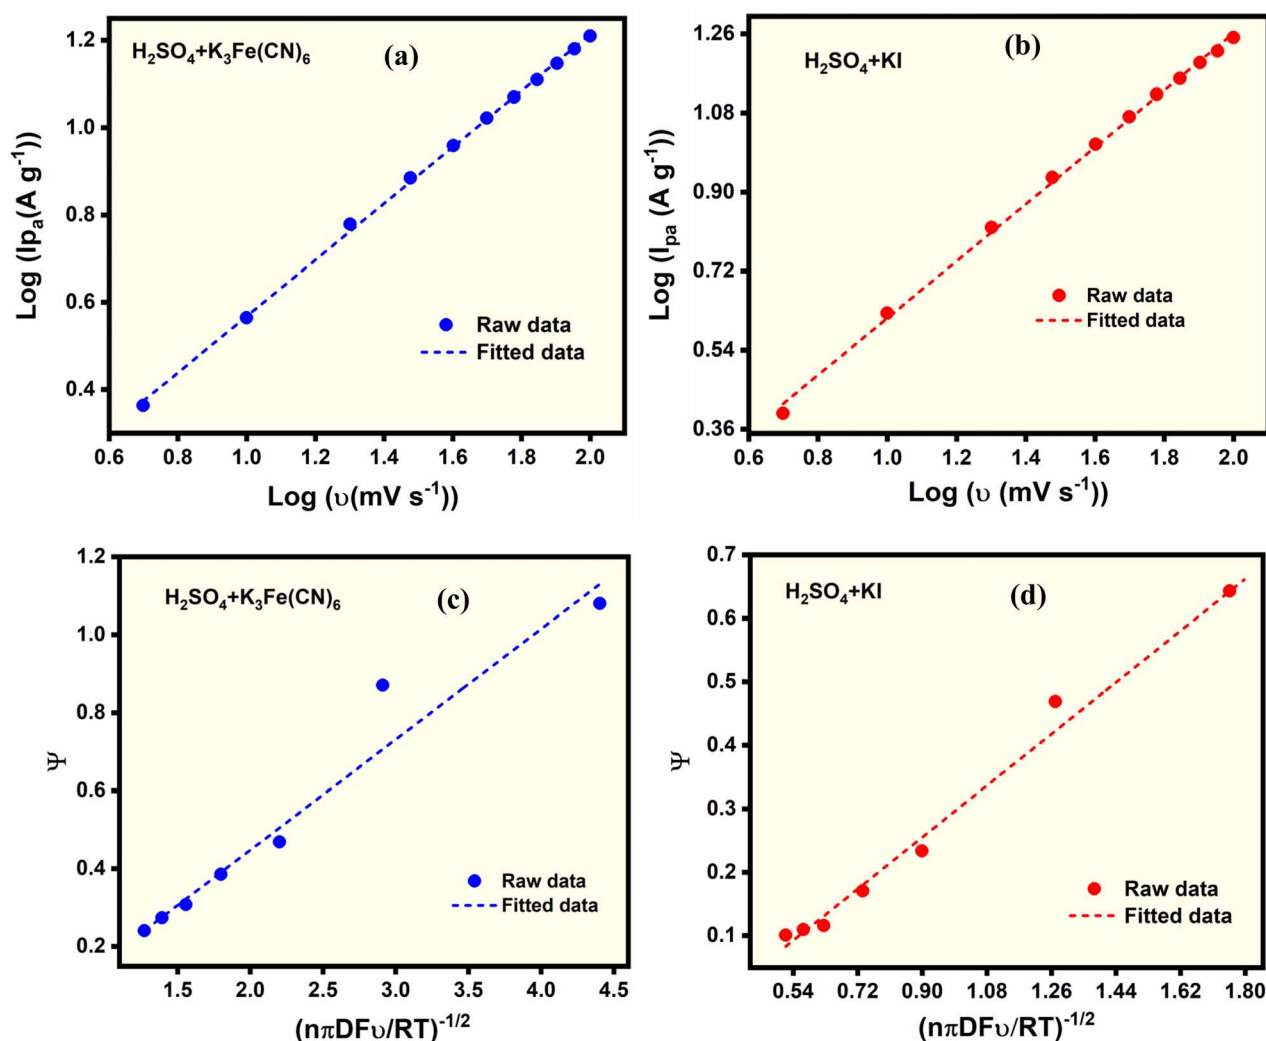 H₂SO₄+K₃Fe(CN)₆
(a)
Log (Ipₐ(A g⁻¹))
1.2
1.0
0.8
0.6
0.4
Raw data
Fitted data
0.6 0.8 1.0 1.2 1.4 1.6 1.8 2.0
Log (υ(mV s⁻¹))
H₂SO₄+KI
(b)
Log (Iₚₐ (A g⁻¹))
1.26
1.08
0.90
0.72
0.54
0.36
Raw data
Fitted data
0.6 0.8 1.0 1.2 1.4 1.6 1.8 2.0
Log (υ (mV s⁻¹))
H₂SO₄+K₃Fe(CN)₆
(c)
Ψ
1.2
1.0
0.8
0.6
0.4
0.2
Raw data
Fitted data
1.5 2.0 2.5 3.0 3.5 4.0 4.5
(nπDFυ/RT)⁻¹/²
H₂SO₄+KI
(d)
Ψ
0.7
0.6
0.5
0.4
0.3
0.2
0.1
Raw data
Fitted data
0.54 0.72 0.90 1.08 1.26 1.44 1.62 1.80
(nπDFυ/RT)⁻¹/²